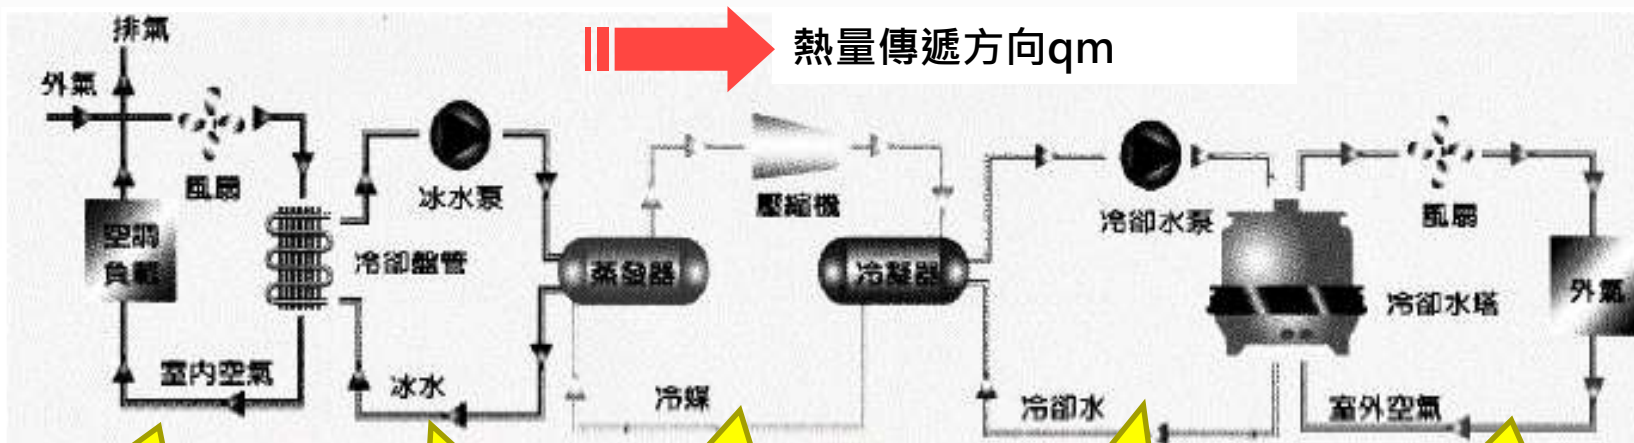 熱量傳遞方向qm
排氣
外氣
風扇
空調
負載
冷卻盤管
室內空氣
冰水泵
冰水
蒸發器
壓縮機
冷凝器
冷媒
冷卻水泵
冷卻水
冷卻水塔
風扇
外氣
室外空氣